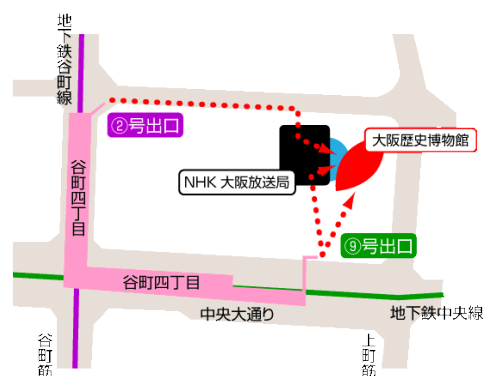 地下鉄谷町線
②号出口
大阪歴史博物館
谷町四丁目
NHK 大阪放送局
⑨号出口
谷町四丁目
中央大通り
地下鉄中央線
谷町筋
上町筋